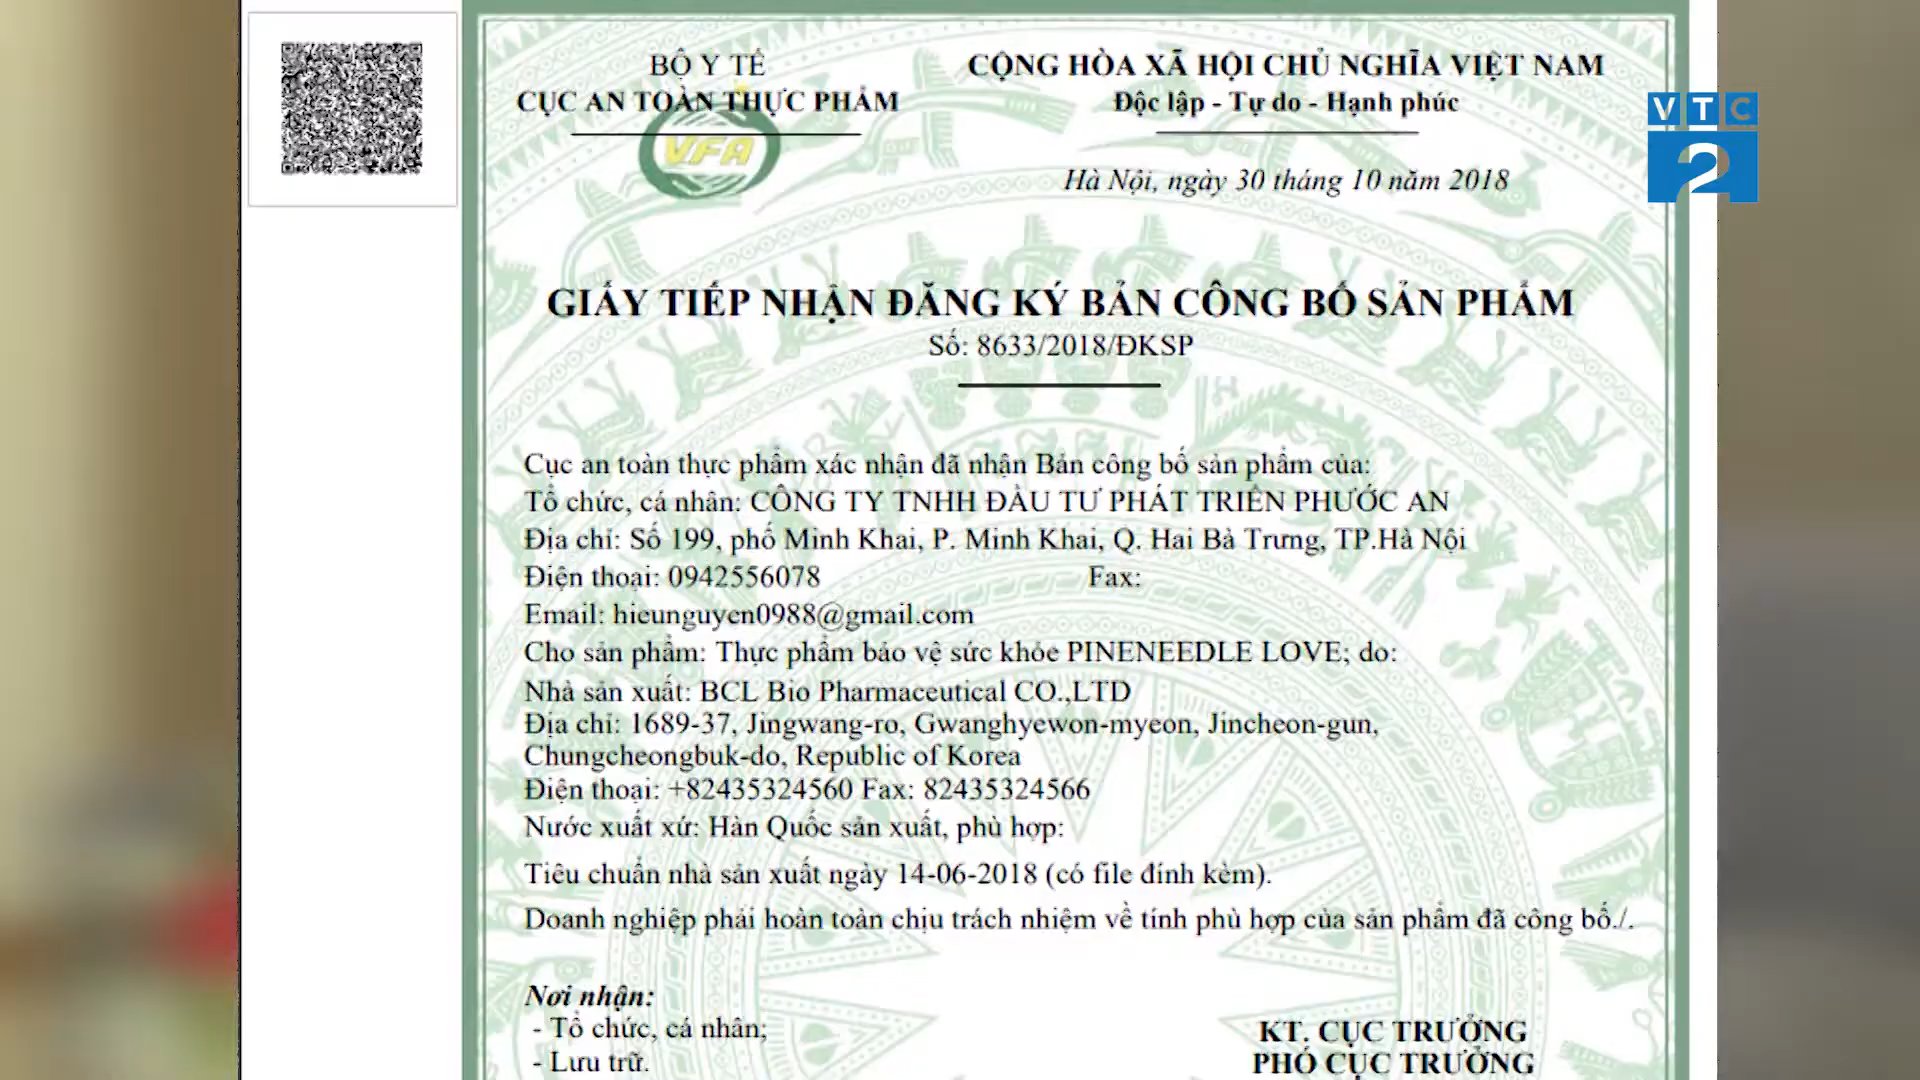 BỘ Y TẾ
CỤC AN TOÀN THỰC PHẨM
VFA
CỘNG HÒA XÃ HỘI CHỦ NGHĨA VIỆT NAM
Độc lập - Tự do - Hạnh phúc
Hà Nội, ngày 30 tháng 10 năm 2018
VTC
2
GIẤY TIẾP NHẬN ĐĂNG KÝ BẢN CÔNG BỐ SẢN PHẨM
Số: 8633/2018/ĐKSP
Cục an toàn thực phẩm xác nhận đã nhận Bản công bố sản phẩm của:
Tổ chức, cá nhân: CÔNG TY TNHH ĐẦU TƯ PHÁT TRIỂN PHƯỚC AN
Địa chỉ: Số 199, phố Minh Khai, P. Minh Khai, Q. Hai Bà Trưng, TP.Hà Nội
Điện thoại: 0942556078 Fax:
Email: hieunguyen0988@gmail.com
Cho sản phẩm: Thực phẩm bảo vệ sức khỏe PINENEEDLE LOVE; do:
Nhà sản xuất: BCL Bio Pharmaceutical CO.,LTD
Địa chỉ: 1689-37, Jingwang-ro, Gwanghyewon-myeon, Jincheon-gun,
Chungcheongbuk-do, Republic of Korea
Điện thoại: +82435324560 Fax: 82435324566
Nước xuất xứ: Hàn Quốc sản xuất, phù hợp:
Tiêu chuẩn nhà sản xuất ngày 14-06-2018 (có file đính kèm).
Doanh nghiệp phải hoàn toàn chịu trách nhiệm về tính phù hợp của sản phẩm đã công bố./.
Nơi nhận:
- Tổ chức, cá nhân;
- Lưu trữ.
KT. CỤC TRƯỞNG
PHÓ CỤC TRƯỞNG